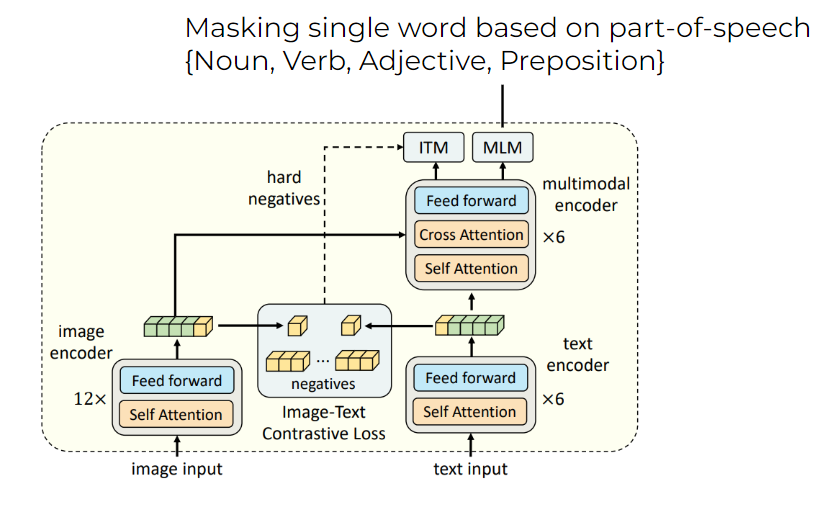 Masking single word based on part-of-speech
{Noun, Verb, Adjective, Preposition}
ITM
MLM
hard
negatives
Feed forward
Cross Attention
Self Attention
multimodal
encoder
×6
image
encoder
12×
Feed forward
Self Attention
...
negatives
Image-Text
Contrastive Loss
Feed forward
Self Attention
text
encoder
×6
image input
text input